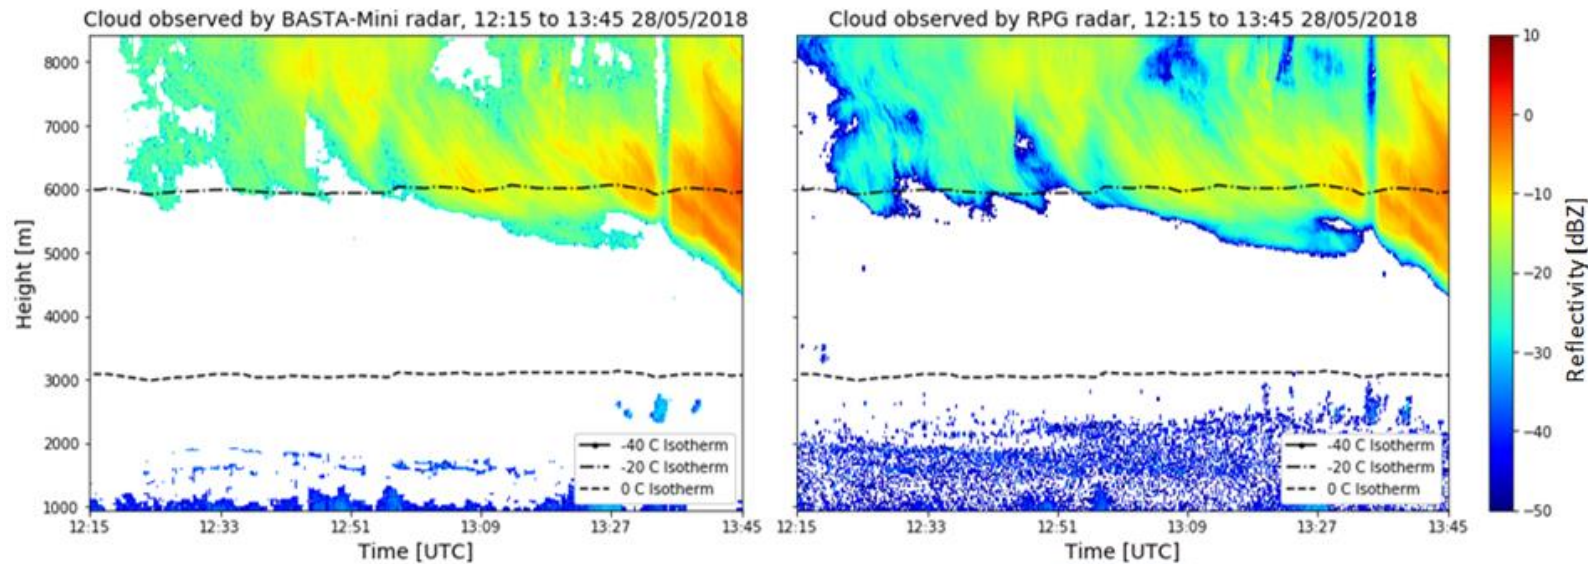 Cloud observed by BASTA-Mini radar, 12:15 to 13:45 28/05/2018
Height [m]
8000
7000
6000
5000
4000
3000
2000
1000
-40 C Isotherm
-20 C Isotherm
0 C Isotherm
12:15 12:33 12:51 13:09 13:27 13:45
Time [UTC]
Cloud observed by RPG radar, 12:15 to 13:45 28/05/2018
-40 C Isotherm
-20 C Isotherm
0 C Isotherm
12:15 12:33 12:51 13:09 13:27 13:45
Time [UTC]
10
0
−10
−20
−30
−40
−50
Reflectivity [dBZ]